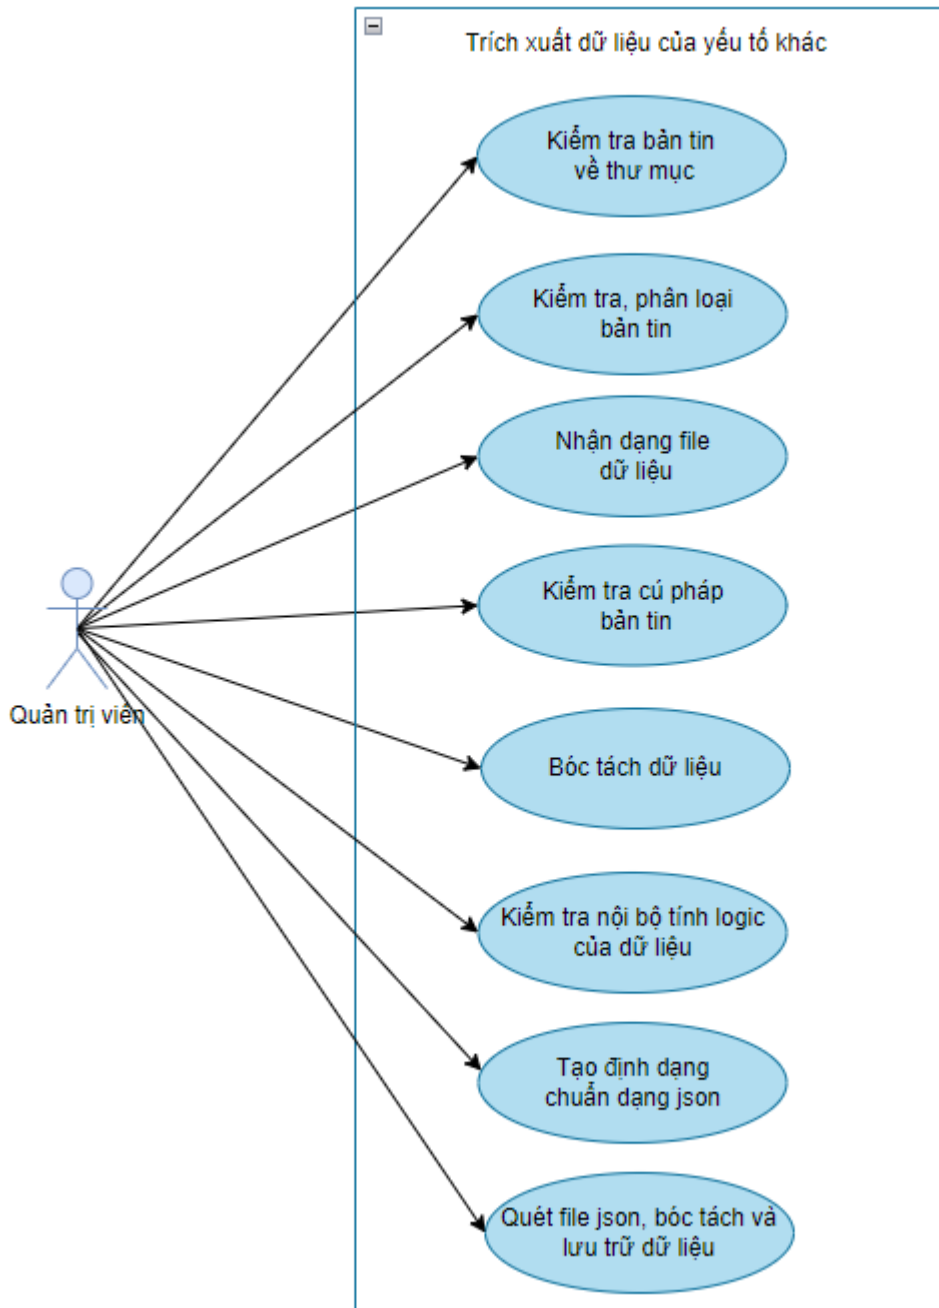 Trích xuất dữ liệu của yếu tố khác
Kiểm tra bản tin
về thư mục
Kiểm tra, phân loại
bản tin
Nhận dạng file
dữ liệu
Kiểm tra cú pháp
bản tin
Quản trị viên
Bóc tách dữ liệu
Kiểm tra nội bộ tính logic
của dữ liệu
Tạo định dạng
chuẩn dạng json
Quét file json, bóc tách và
lưu trữ dữ liệu